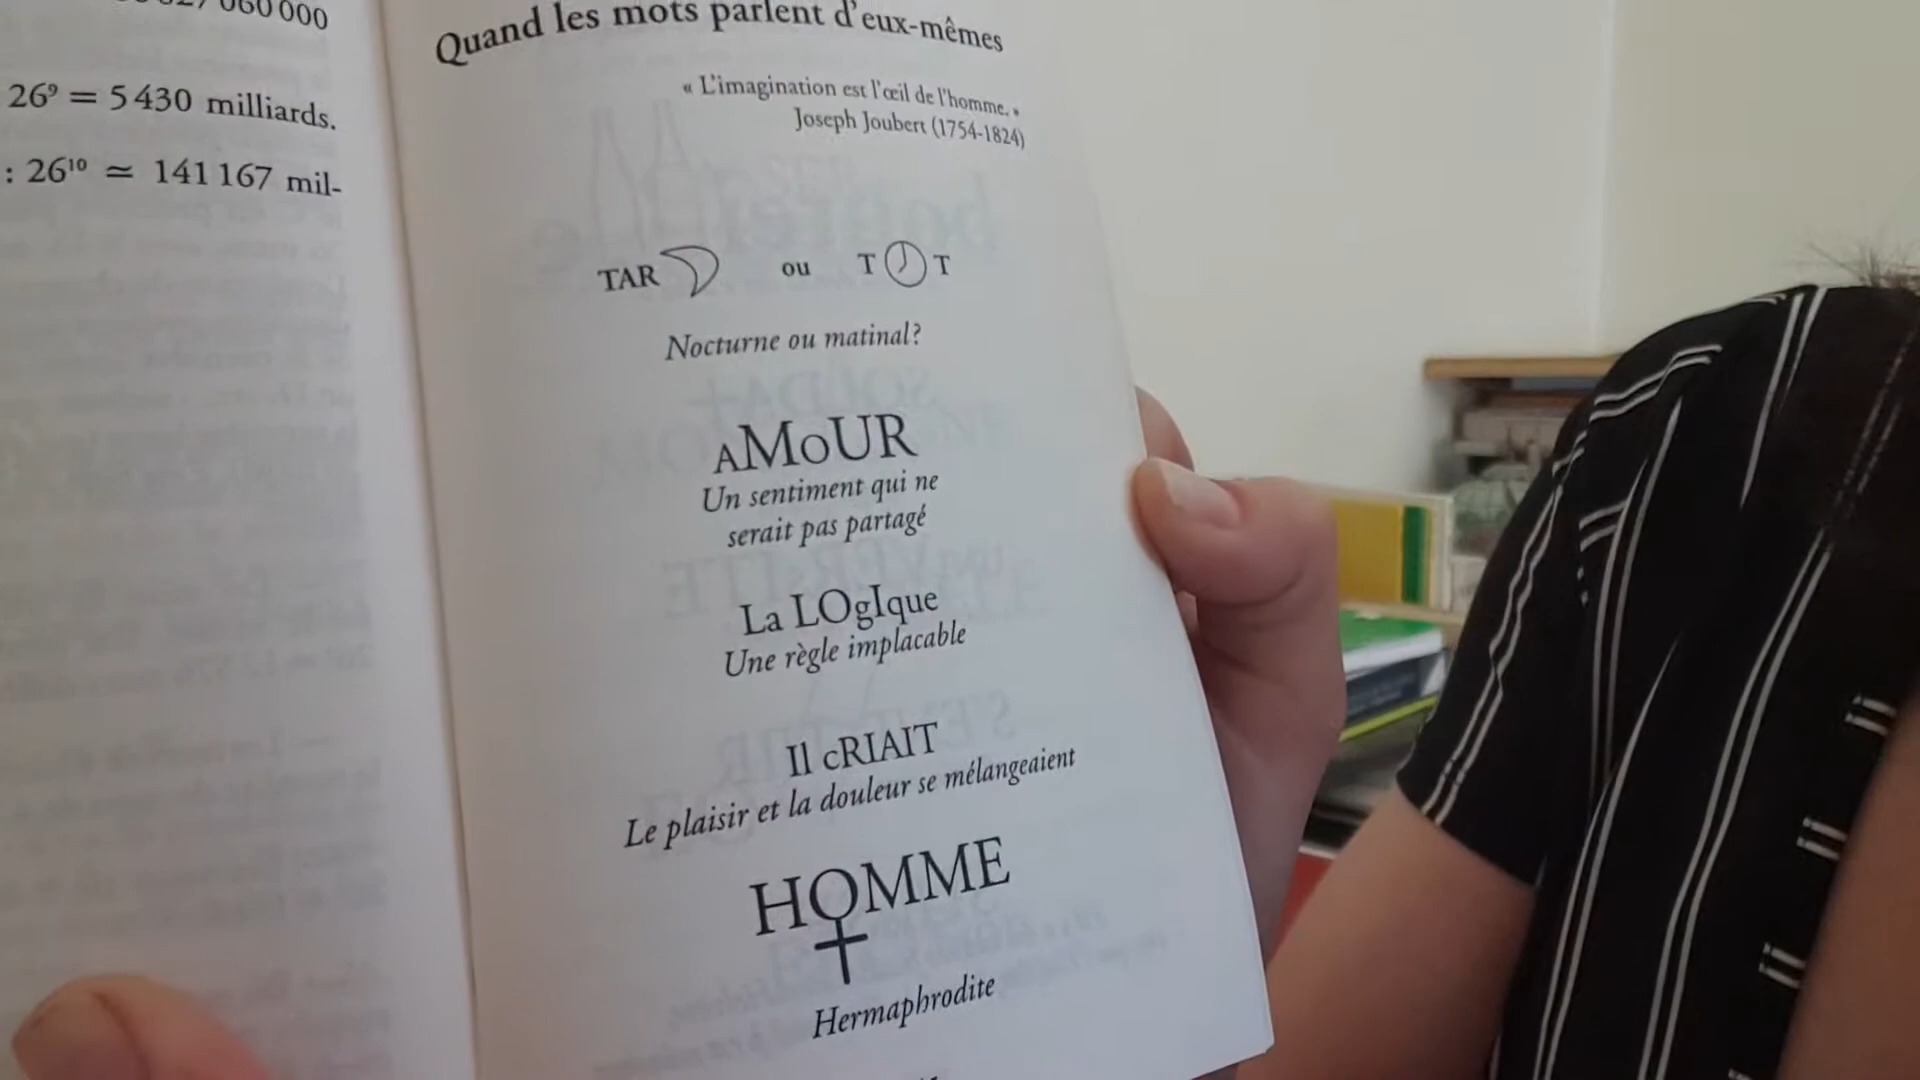 060 000
26⁹ = 5 430 milliards.
: 26¹⁰ ≃ 141 167 mil-
Quand les mots parlent d'eux-mêmes
« L'imagination est l'œil de l'homme. »
Joseph Joubert (1754-1824)
TAR ou T T
Nocturne ou matinal?
AMoUR
Un sentiment qui ne
serait pas partagé
La LOgIque
Une règle implacable
Il cRIAIT
Le plaisir et la douleur se mélangeaient
HOMME
Hermaphrodite